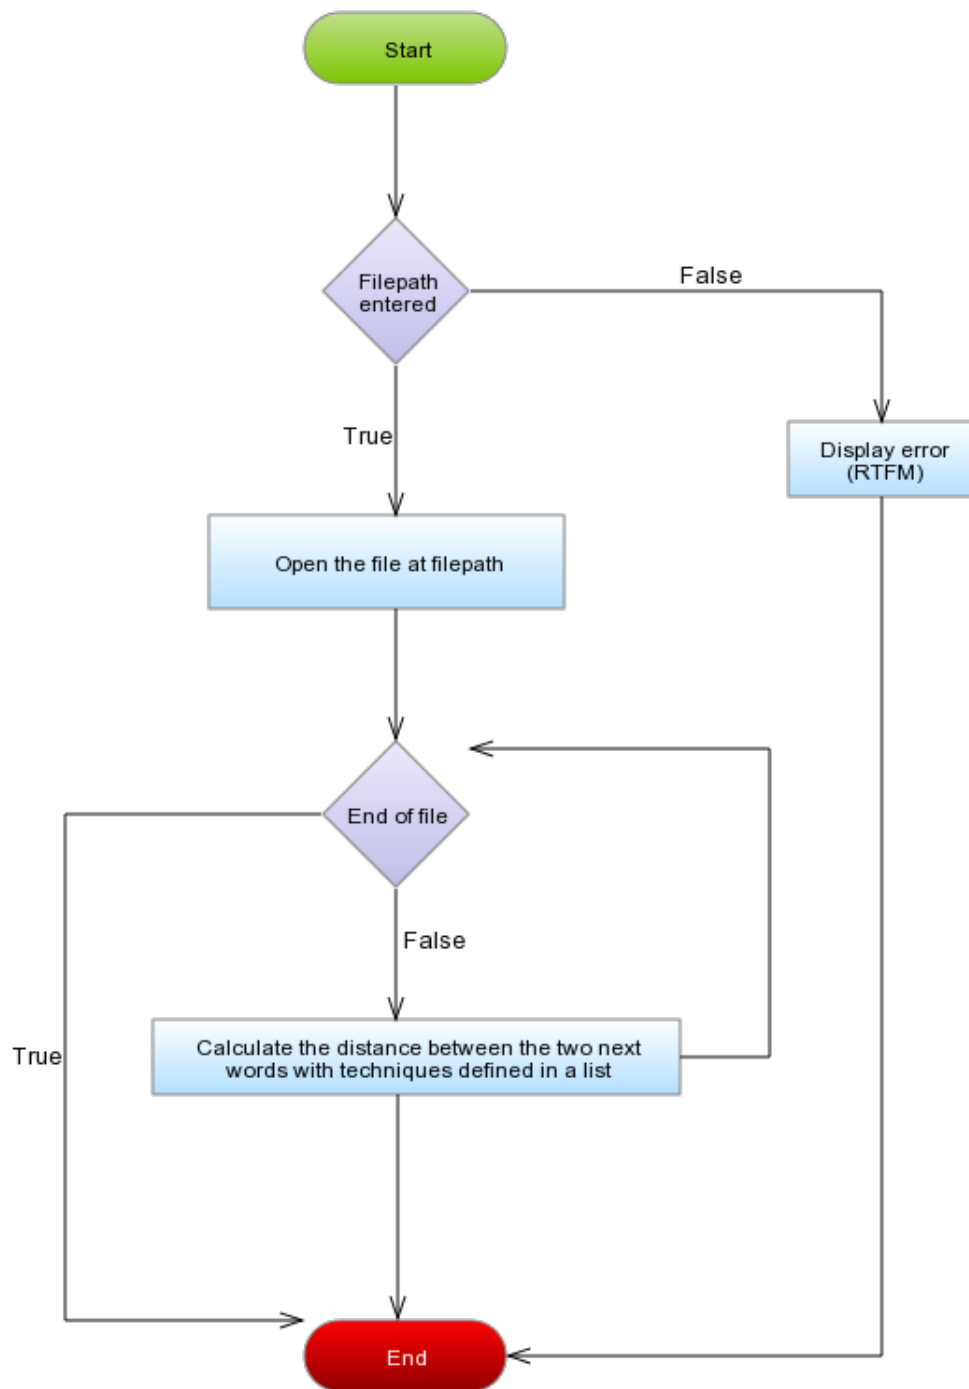 Start
Filepath
entered
False
True
Display error
(RTFM)
Open the file at filepath
End of file
False
True
Calculate the distance between the two next
words with techniques defined in a list
End